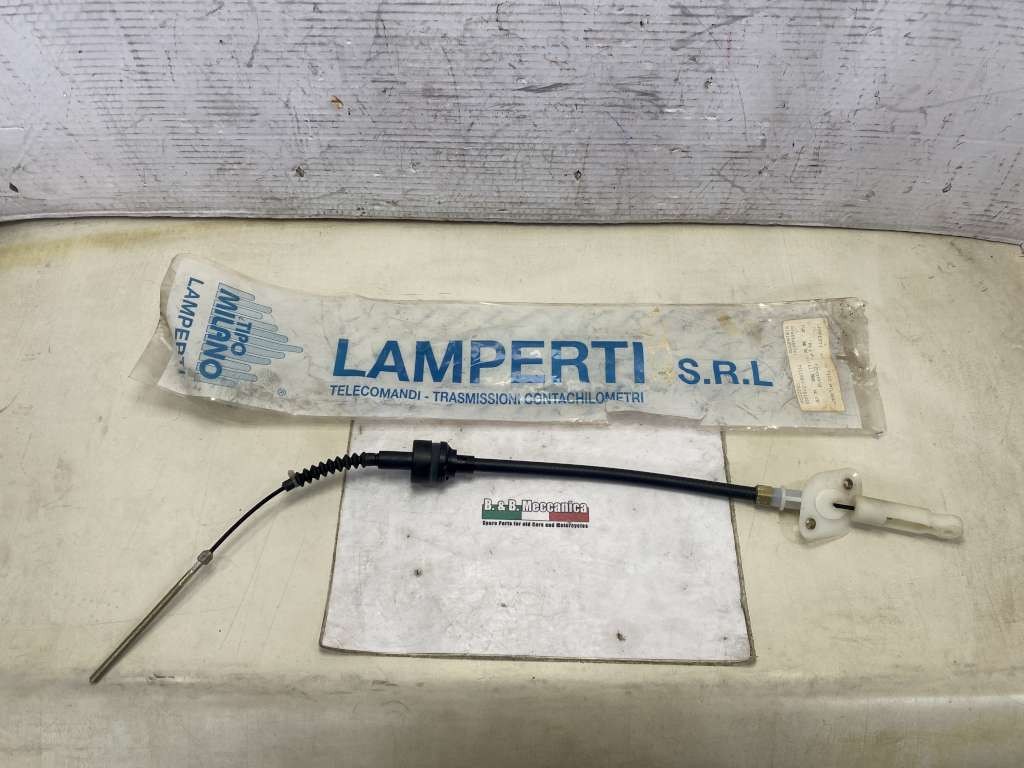 TIPO
MILANO
LAMPERTI
®
LAMPERTI S.R.L
TELECOMANDI - TRASMISSIONI CONTACHILOMETRI
B. & B. Meccanica
Spare Parts for old Cars and Motorcycles